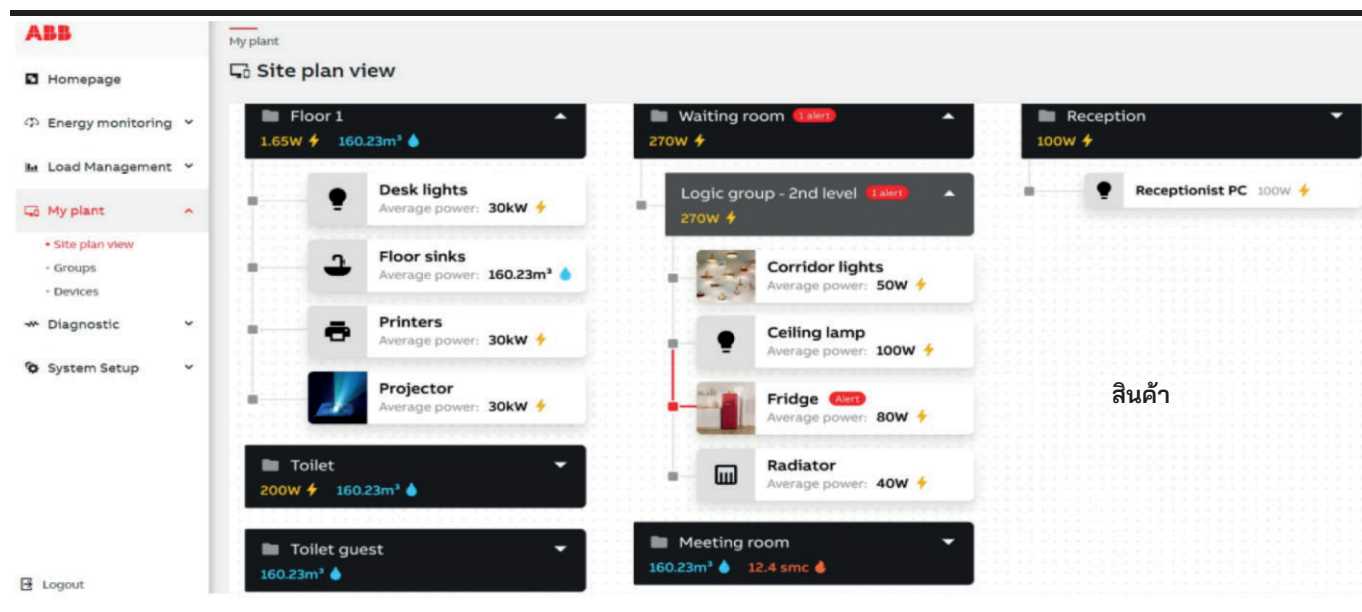 ABB
Homepage
Energy monitoring
Load Management
My plant
• Site plan view
- Groups
- Devices
Diagnostic
System Setup
Logout
My plant
Site plan view
Floor 1
1.65W 160.23m³
Desk lights
Average power: 30kW
Floor sinks
Average power: 160.23m³
Printers
Average power: 30kW
Projector
Average power: 30kW
Toilet
200W 160.23m³
Toilet guest
160.23m³
Waiting room 1 alert
270W
Logic group - 2nd level 1 alert
270W
Corridor lights
Average power: 50W
Ceiling lamp
Average power: 100W
Fridge Alert
Average power: 80W
Radiator
Average power: 40W
Meeting room
160.23m³ 12.4 smc
Reception
100W
Receptionist PC 100W
สินค้า